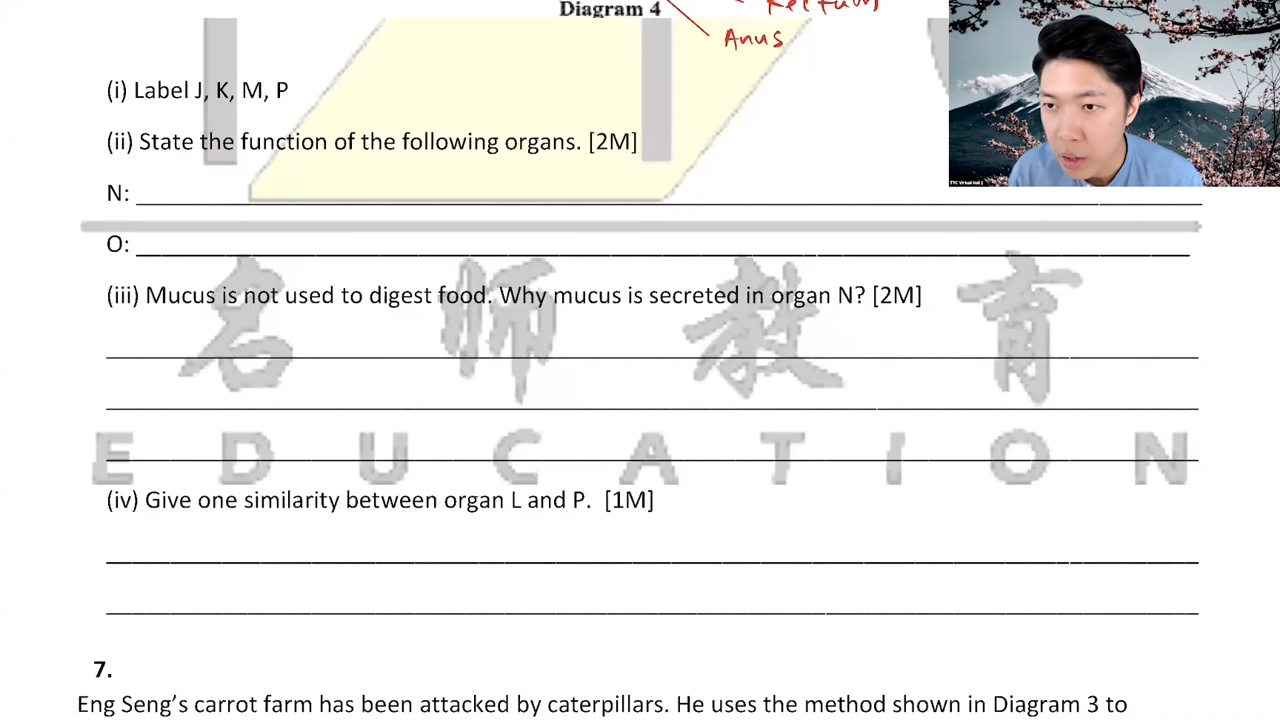 Diagram 4
Rectum
Anus
(i) Label J, K, M, P
(ii) State the function of the following organs. [2M]
N:
O:
(iii) Mucus is not used to digest food. Why mucus is secreted in organ N? [2M]
名師教育
EDUCATION
(iv) Give one similarity between organ L and P. [1M]
7.
Eng Seng’s carrot farm has been attacked by caterpillars. He uses the method shown in Diagram 3 to